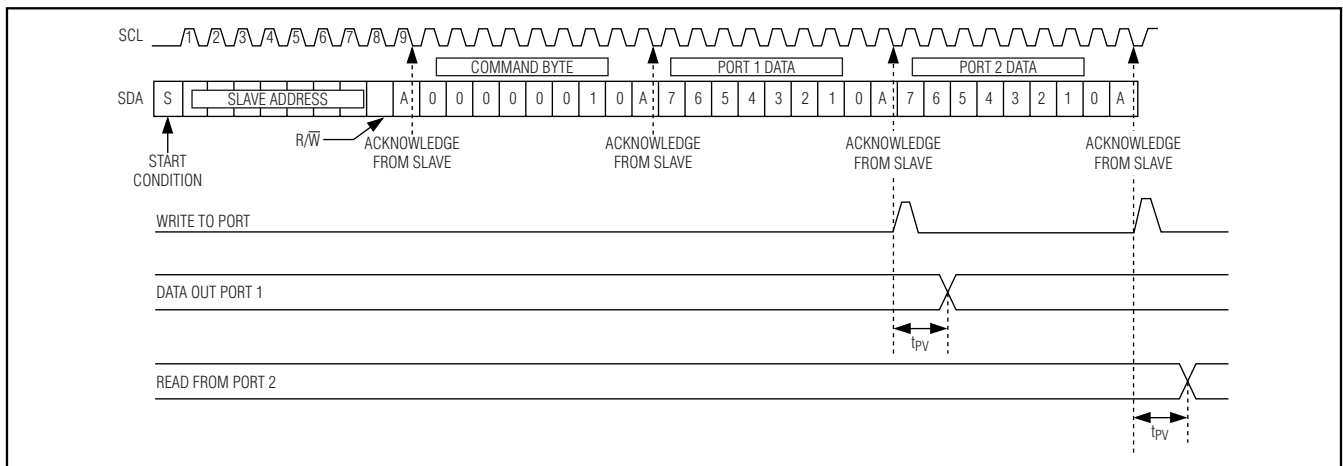 SCL 1 2 3 4 5 6 7 8 9
COMMAND BYTE PORT 1 DATA PORT 2 DATA
SDA S SLAVE ADDRESS A 0 0 0 0 0 0 1 0 A 7 6 5 4 3 2 1 0 A 7 6 5 4 3 2 1 0 A
R/W̅
START
CONDITION
ACKNOWLEDGE
FROM SLAVE
ACKNOWLEDGE
FROM SLAVE
ACKNOWLEDGE
FROM SLAVE
ACKNOWLEDGE
FROM SLAVE
WRITE TO PORT
DATA OUT PORT 1
tPV
READ FROM PORT 2
tPV